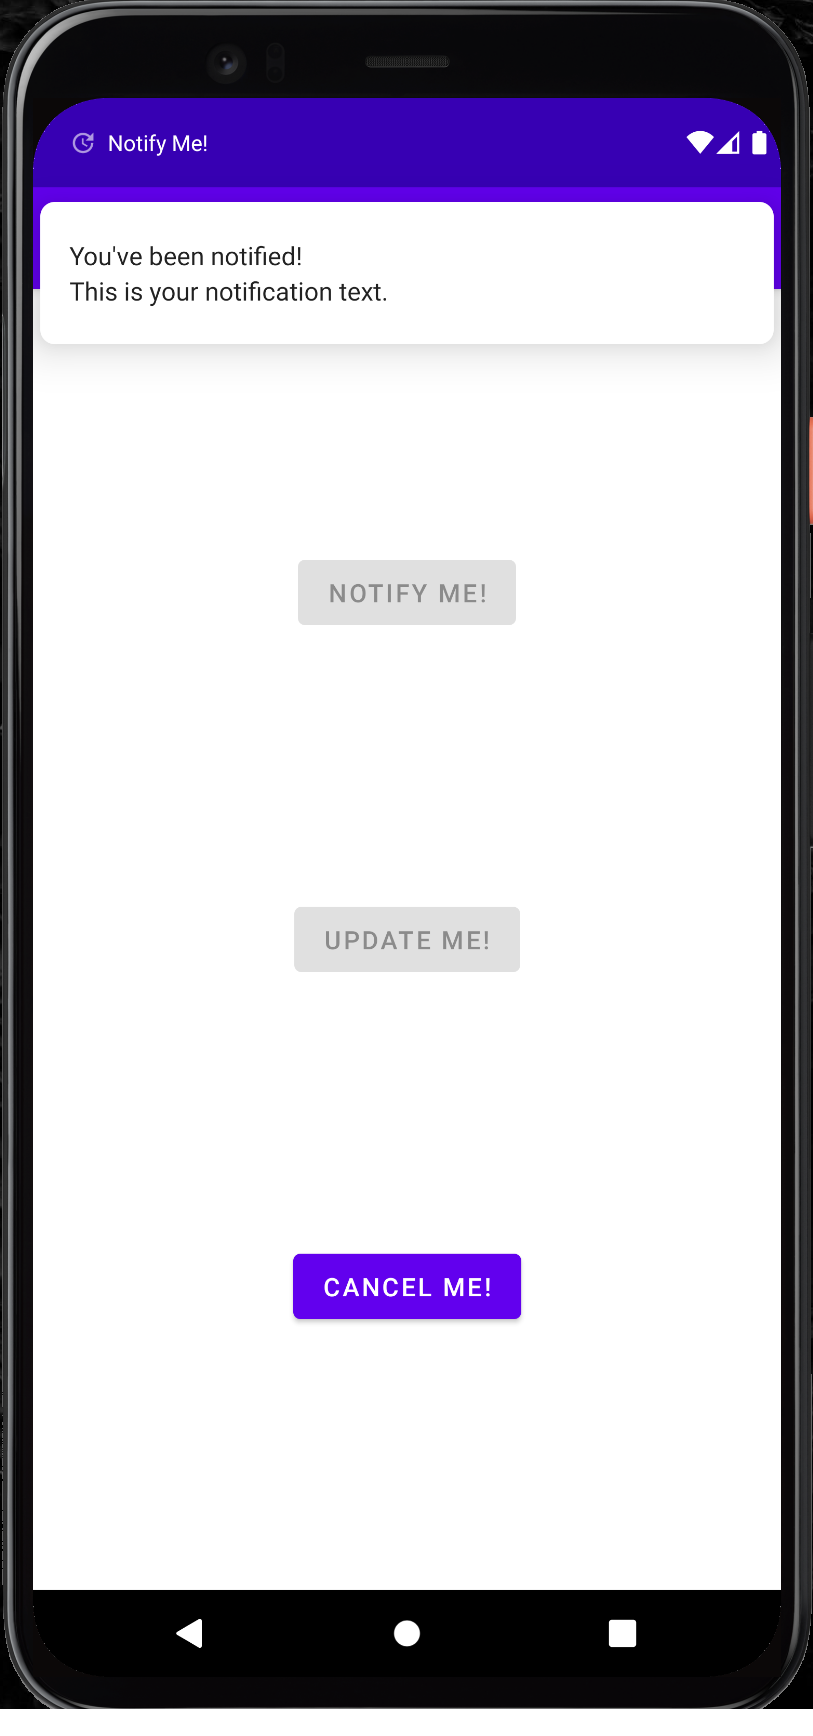 Notify Me!
You've been notified!
This is your notification text.
NOTIFY ME!
UPDATE ME!
CANCEL ME!